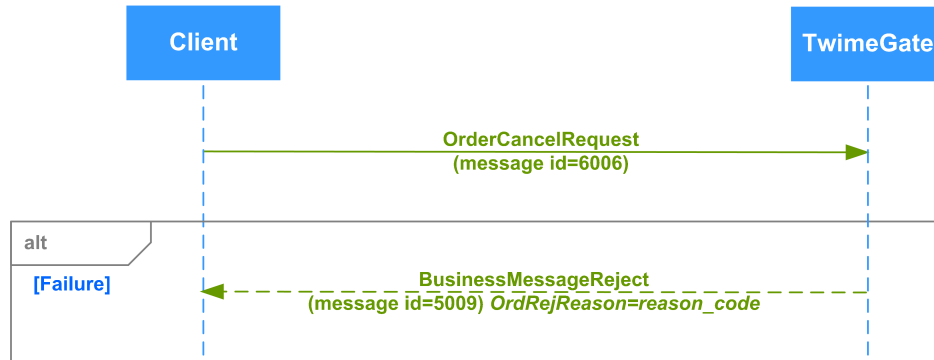 Client
TwimeGate
OrderCancelRequest
(message id=6006)
alt
[Failure]
BusinessMessageReject
(message id=5009) OrdRejReason=reason_code